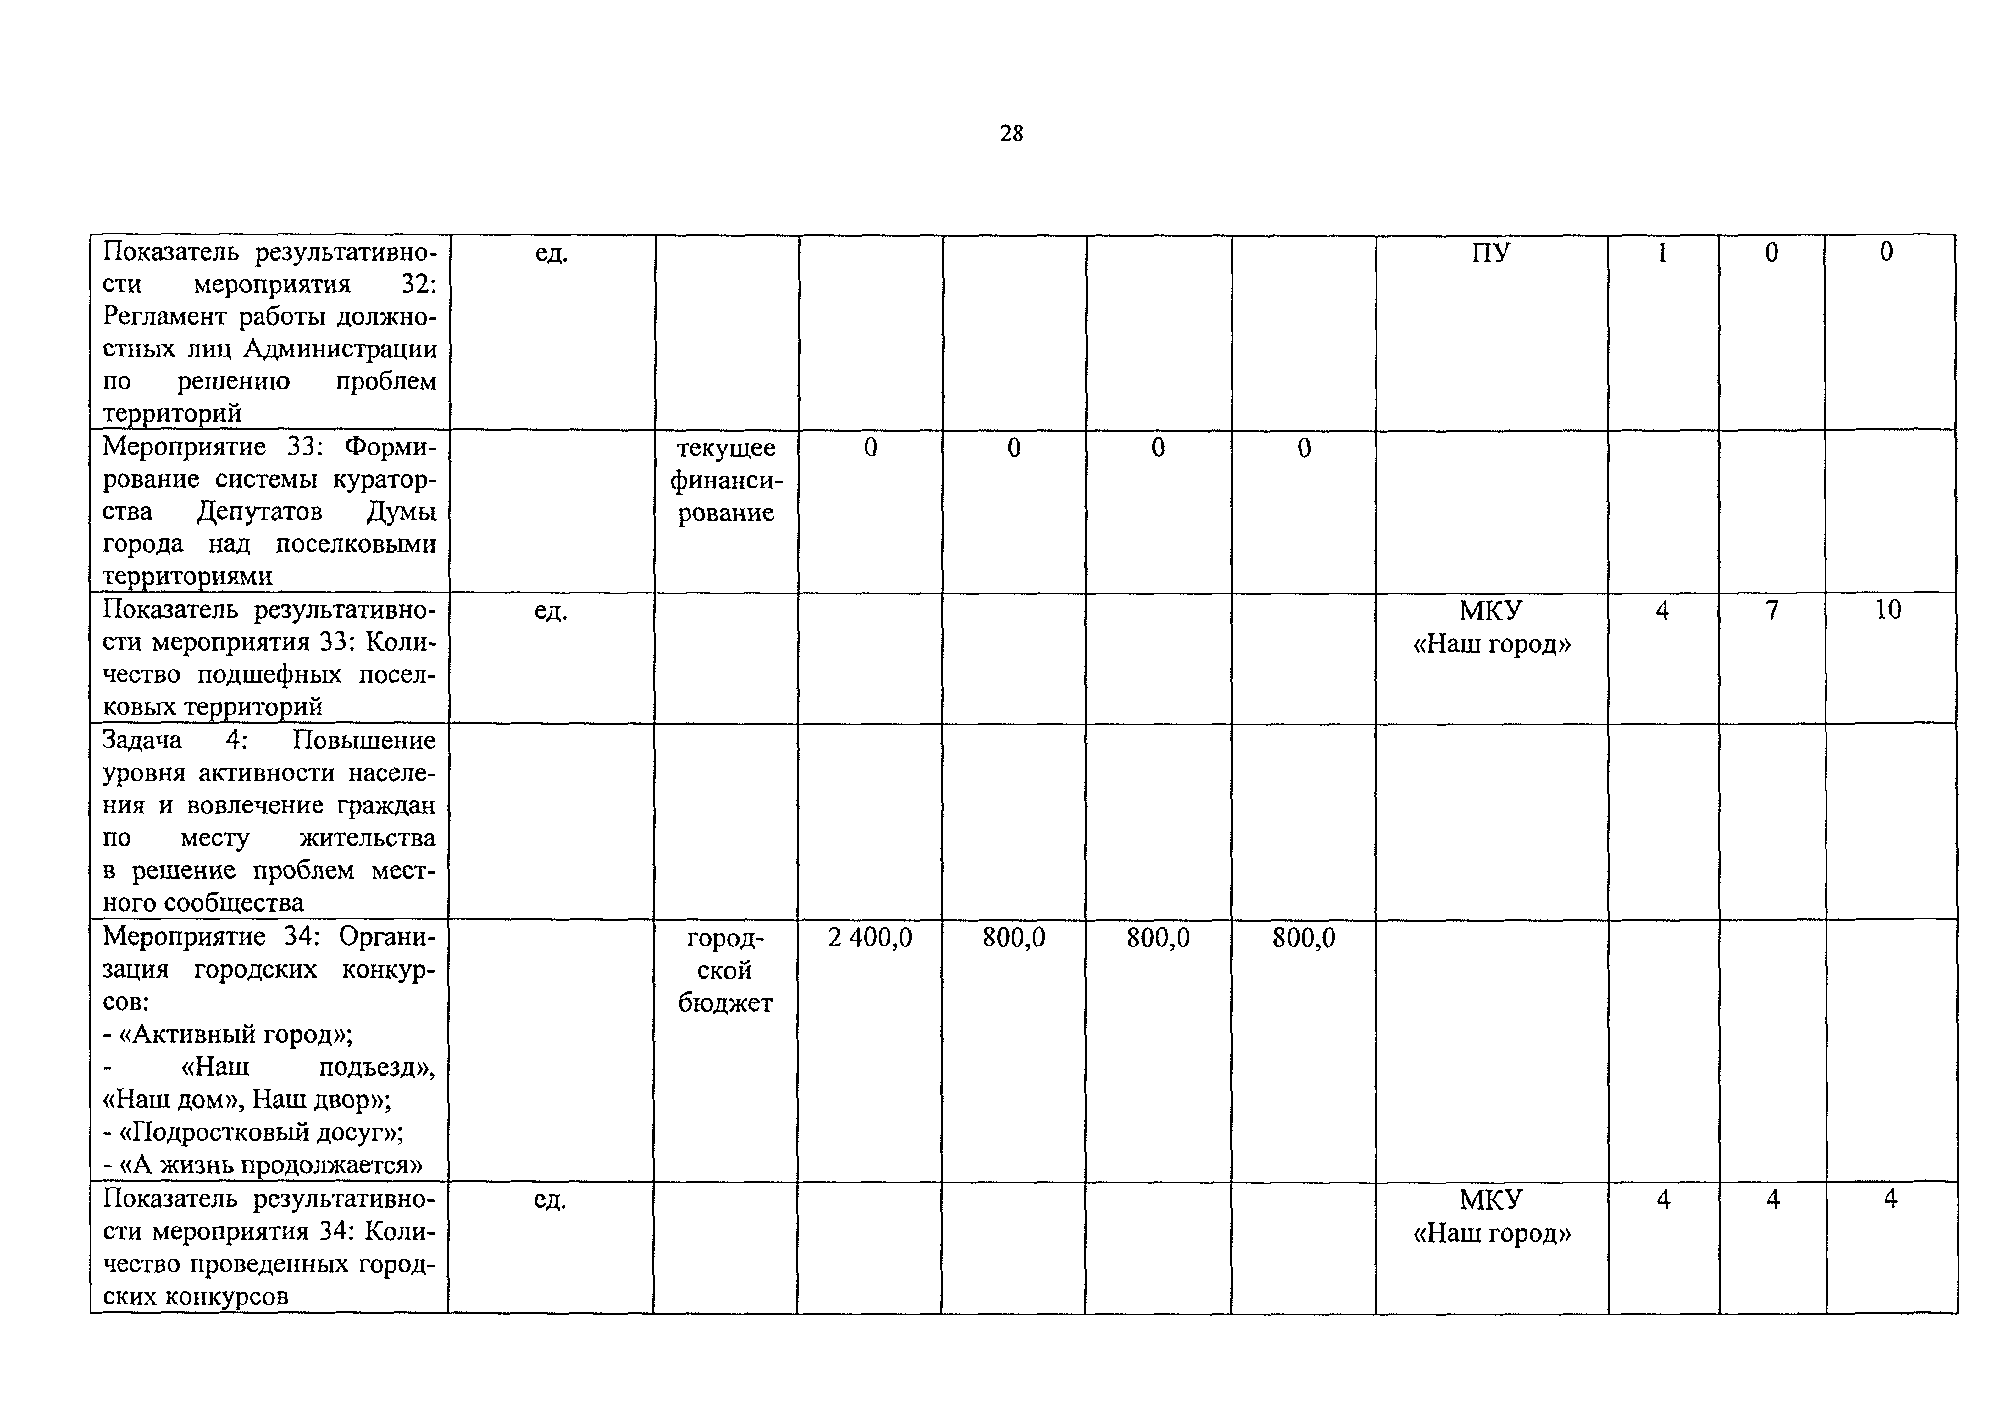 28
Показатель результативно-
сти мероприятия 32:
Регламент работы должно-
стных лиц Администрации
по решению проблем
территорий
ед.
ПУ
1
0
0
Мероприятие 33: Форми-
рование системы куратор-
ства Депутатов Думы
города над поселковыми
территориями
текущее
финанси-
рование
0
0
0
0
Показатель результативно-
сти мероприятия 33: Коли-
чество подшефных посел-
ковых территорий
ед.
МКУ
«Наш город»
4
7
10
Задача 4: Повышение
уровня активности населе-
ния и вовлечение граждан
по месту жительства
в решение проблем мест-
ного сообщества
Мероприятие 34: Органи-
зация городских конкур-
сов:
- «Активный город»;
- «Наш подъезд»,
«Наш дом», Наш двор»;
- «Подростковый досуг»;
- «А жизнь продолжается»
город-
ской
бюджет
2 400,0
800,0
800,0
800,0
Показатель результативно-
сти мероприятия 34: Коли-
чество проведенных город-
ских конкурсов
ед.
МКУ
«Наш город»
4
4
4